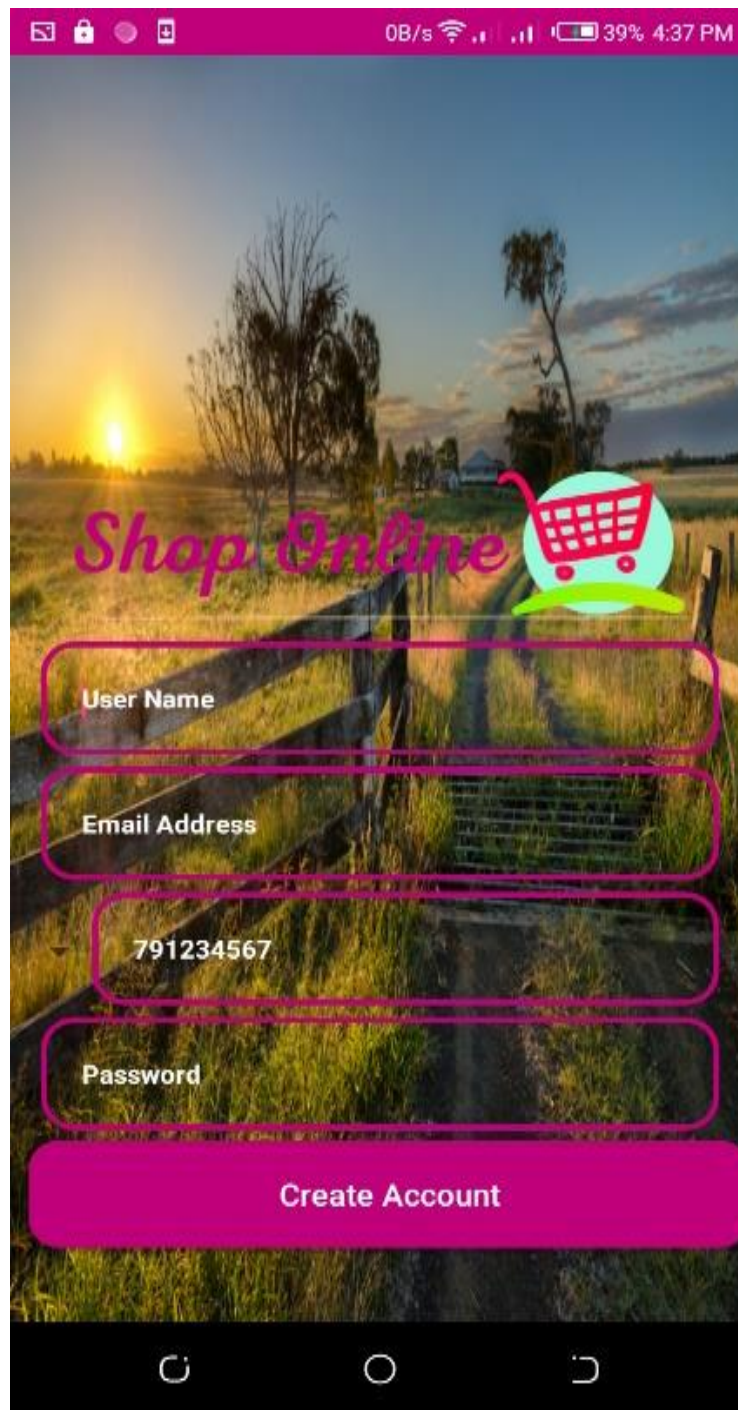 0B/s 39% 4:37 PM
Shop Online
User Name
Email Address
791234567
Password
Create Account